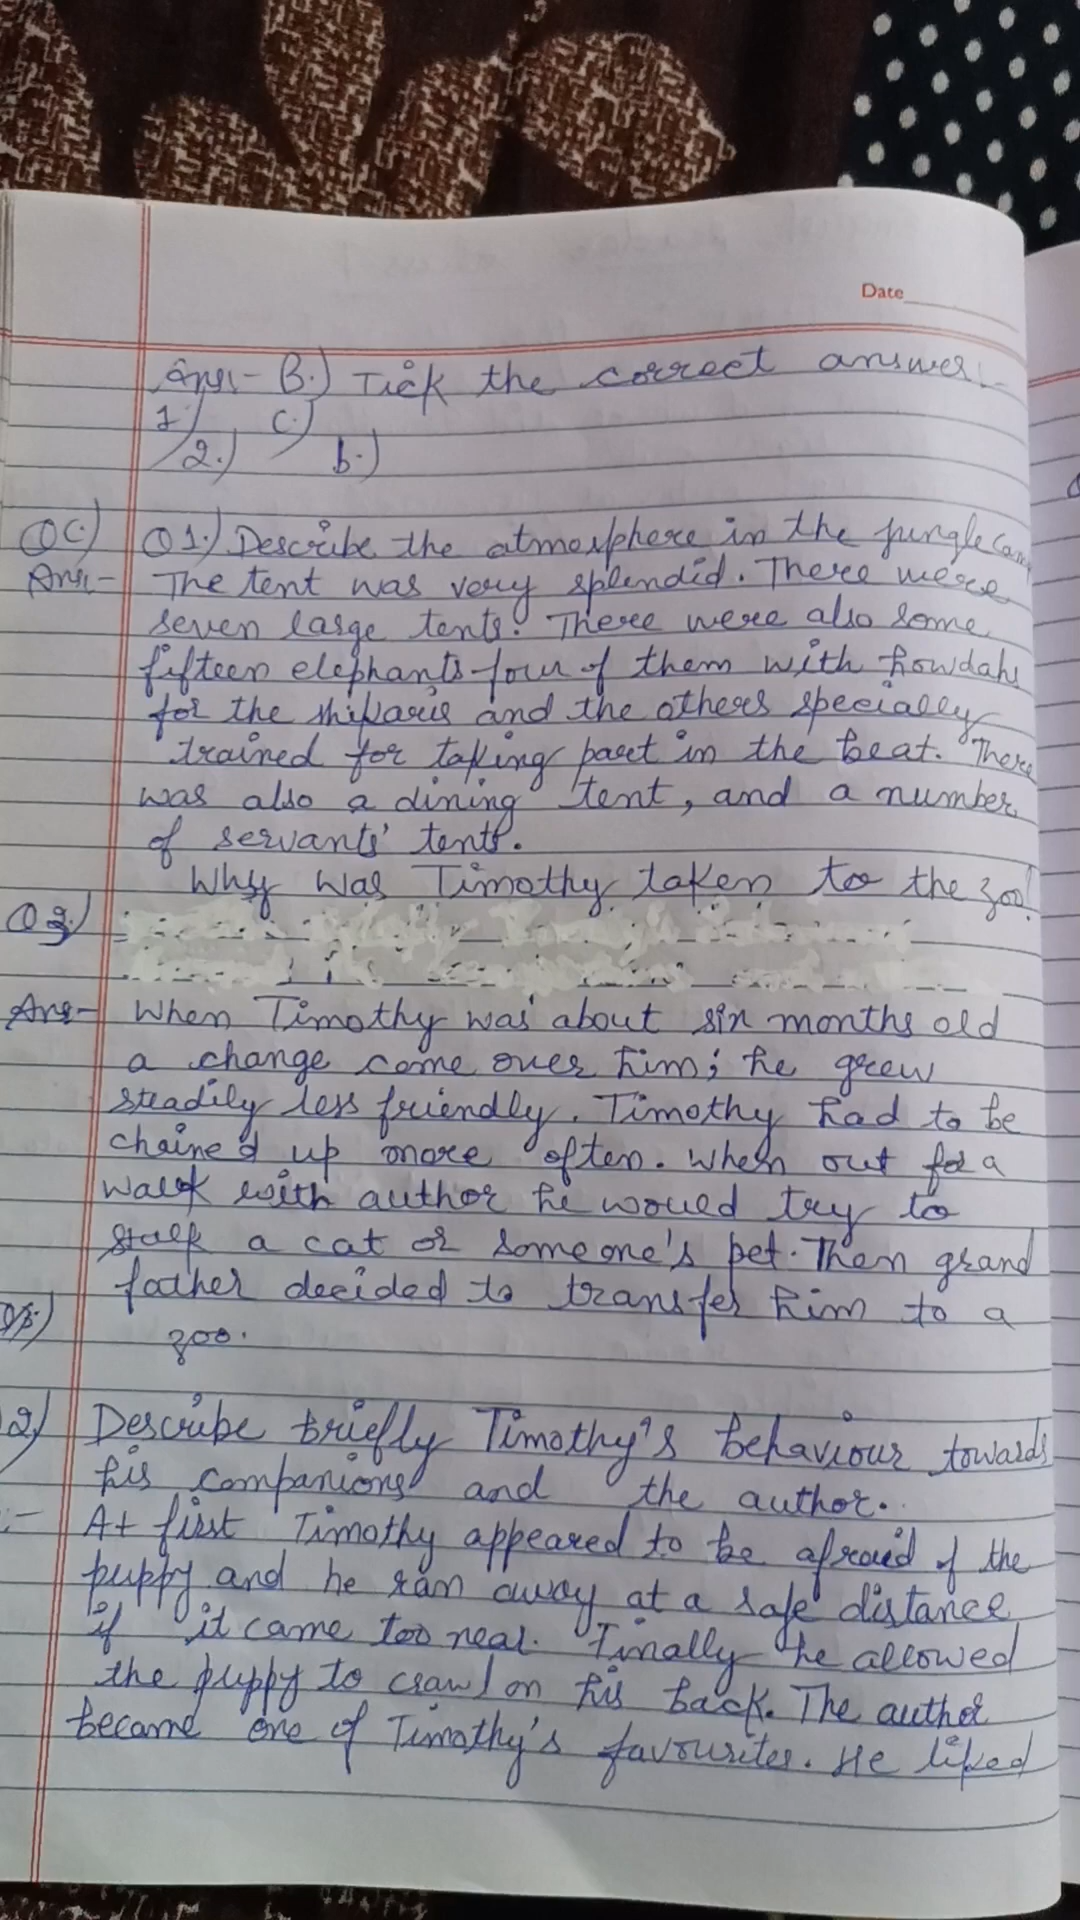 Date
Ans:- B.) Tick the correct answer:-
1.) c.)
2.) b.)
Q C.) Q 1.) Describe the atmosphere in the jungle
Ans:- The tent was very splendid. There were
seven large tents. There were also some
fifteen elephants-four of them with howdahs
for the shikaris and the others specially
trained for taking part in the beat. There
was also a dining tent, and a number
of servants' tents.
Why was Timothy taken to the zoo?
Q 3.)
Ans- When Timothy was about six months old
a change come over him; he grew
steadily less friendly. Timothy had to be
chained up more often. When out for a
walk with author he would try to
stalk a cat or someone's pet. Then grand
father decided to transfer him to a
zoo.
2) Describe briefly Timothy's behaviour towards
his companions and the author.
:- At first Timothy appeared to be afraid of the
puppy and he ran away at a safe distance
if it came too near. Finally he allowed
the puppy to crawl on his back. The author
became one of Timothy's favourites. He liked